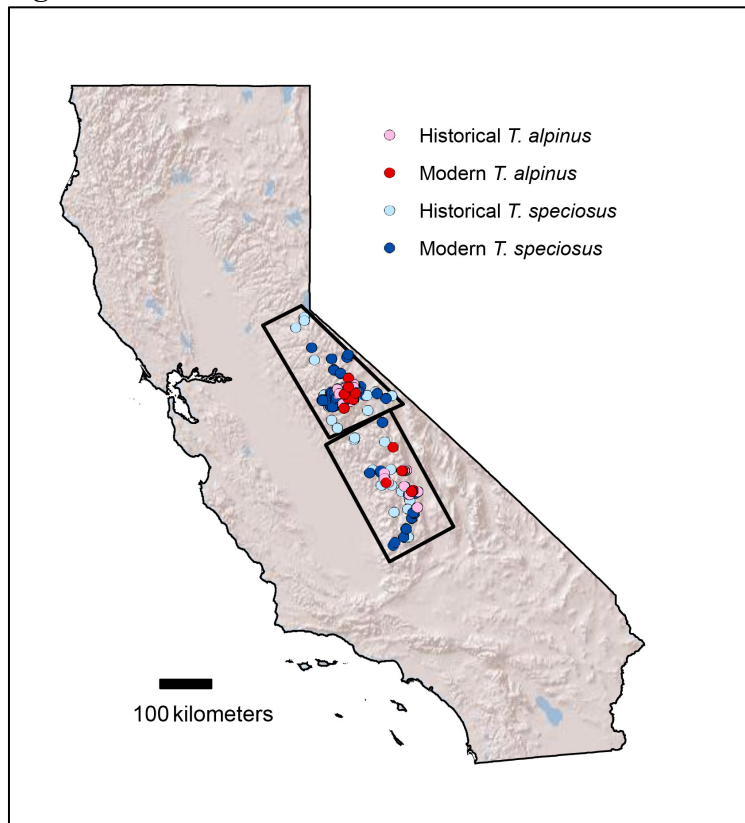 Historical T. alpinus
Modern T. alpinus
Historical T. speciosus
Modern T. speciosus
100 kilometers